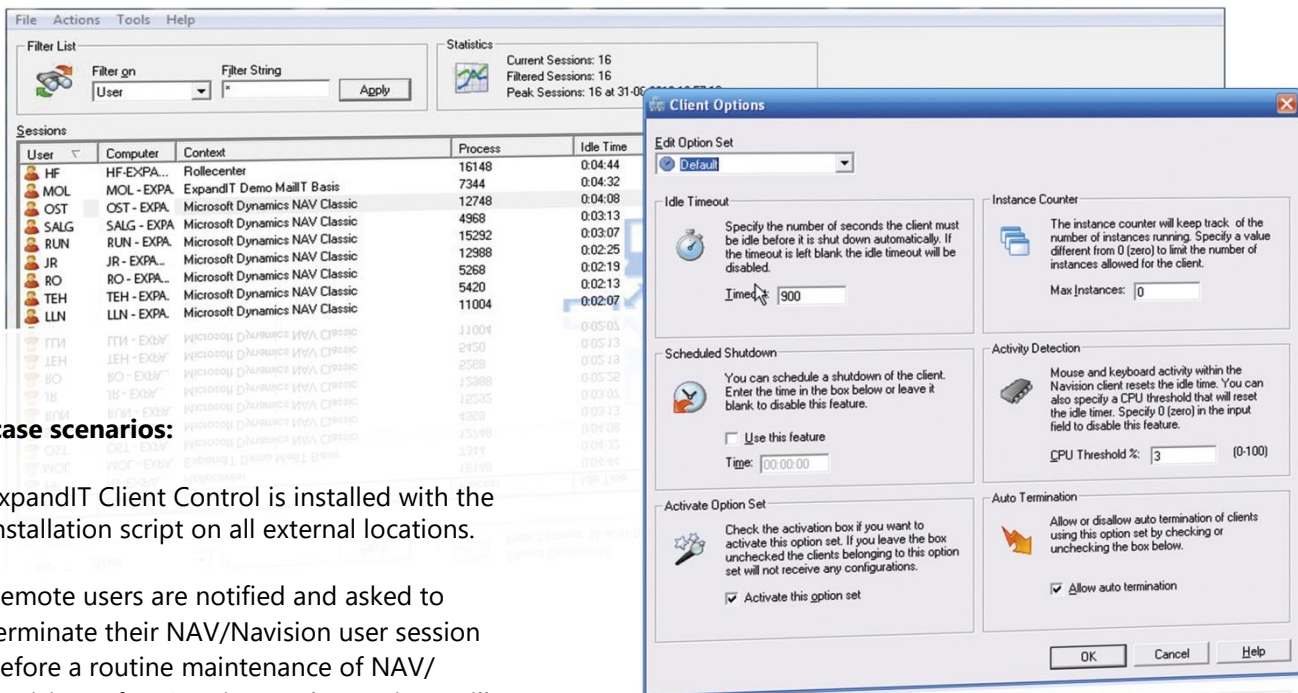 File Actions Tools Help
Filter List
Filter on
User
Filter String
*
Apply
Statistics
Current Sessions: 16
Filtered Sessions: 16
Peak Sessions: 16 at 31-08
Sessions
User Computer Context Process Idle Time
HF HF-EXPA... Rollecenter 16148 0:04:44
MOL MOL - EXPA. ExpandIT Demo MailIT Basis 7344 0:04:32
OST OST - EXPA. Microsoft Dynamics NAV Classic 12748 0:04:08
SALG SALG - EXPA Microsoft Dynamics NAV Classic 4968 0:03:13
RUN RUN - EXPA. Microsoft Dynamics NAV Classic 15292 0:03:07
JR JR - EXPA... Microsoft Dynamics NAV Classic 12988 0:02:25
RO RO - EXPA... Microsoft Dynamics NAV Classic 5268 0:02:19
TEH TEH - EXPA. Microsoft Dynamics NAV Classic 5420 0:02:13
LLN LLN - EXPA. Microsoft Dynamics NAV Classic 11004 0:02:07
case scenarios:
xpandIT Client Control is installed with the
nstallation script on all external locations.
emote users are notified and asked to
erminate their NAV/Navision user session
efore a routine maintenance of NAV/
Client Options
Edit Option Set
Default
Idle Timeout
Specify the number of seconds the client must
be idle before it is shut down automatically. If
the timeout is left blank the idle timeout will be
disabled.
900
Instance Counter
The instance counter will keep track of the
number of instances running. Specify a value
different from 0 (zero) to limit the number of
instances allowed for the client.
Max Instances: 0
Scheduled Shutdown
You can schedule a shutdown of the client.
Enter the time in the box below or leave it
blank to disable this feature.
Use this feature
Time: 00:00:00
Activity Detection
Mouse and keyboard activity within the
Navision client resets the idle time. You can
also specify a CPU threshold that will reset
the idle timer. Specify 0 (zero) in the input
field to disable this feature.
CPU Threshold %: 3 (0-100)
Activate Option Set
Check the activation box if you want to
activate this option set. If you leave the box
unchecked the clients belonging to this option
set will not receive any configurations.
Activate this option set
Auto Termination
Allow or disallow auto termination of clients
using this option set by checking or
unchecking the box below.
Allow auto termination
OK Cancel Help